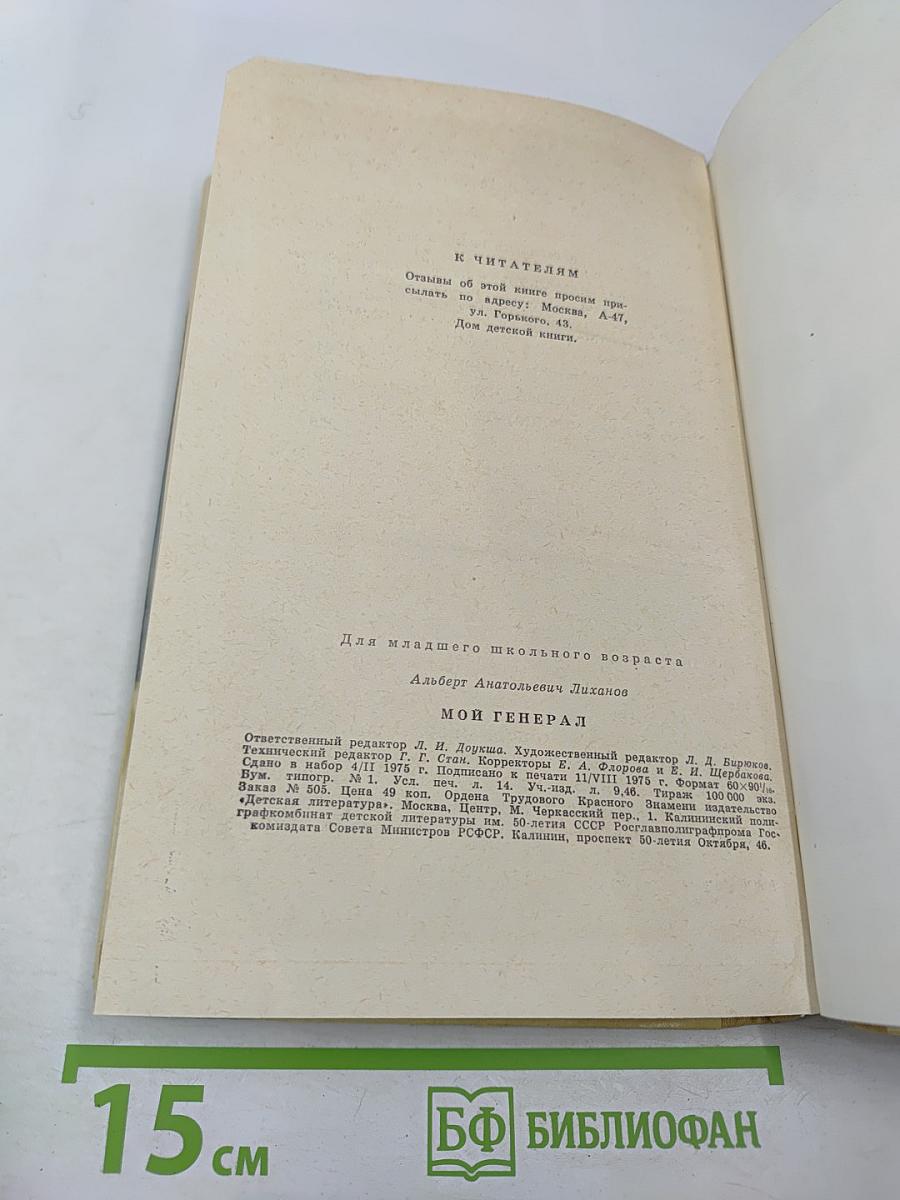 К ЧИТАТЕЛЯМ
Отзывы об этой книге просим при-
сылать по адресу: Москва, А-47,
ул. Горького, 43.
Дом детской книги.
Для младшего школьного возраста
Альберт Анатольевич Лиханов
МОЙ ГЕНЕРАЛ
Ответственный редактор Л. И. Доукша. Художественный редактор Л. Д. Бирюков.
Технический редактор Г. Г. Стан. Корректоры Е. А. Флорова и Е. И. Щербакова.
Сдано в набор 4/II 1975 г. Подписано к печати 11/VIII 1975 г. Формат 60×90¹/₁₆.
Бум. типогр. № 1. Усл. печ. л. 14. Уч.-изд. л. 9,46. Тираж 100 000 экз.
Заказ № 505. Цена 49 коп. Ордена Трудового Красного Знамени издательство
«Детская литература». Москва, Центр, М. Черкасский пер., 1. Калининский поли-
графкомбинат детской литературы им. 50-летия СССР Росглавполиграфпрома Гос-
комиздата Совета Министров РСФСР. Калинин, проспект 50-летия Октября, 46.
15 см
БФ БИБЛИОФАН